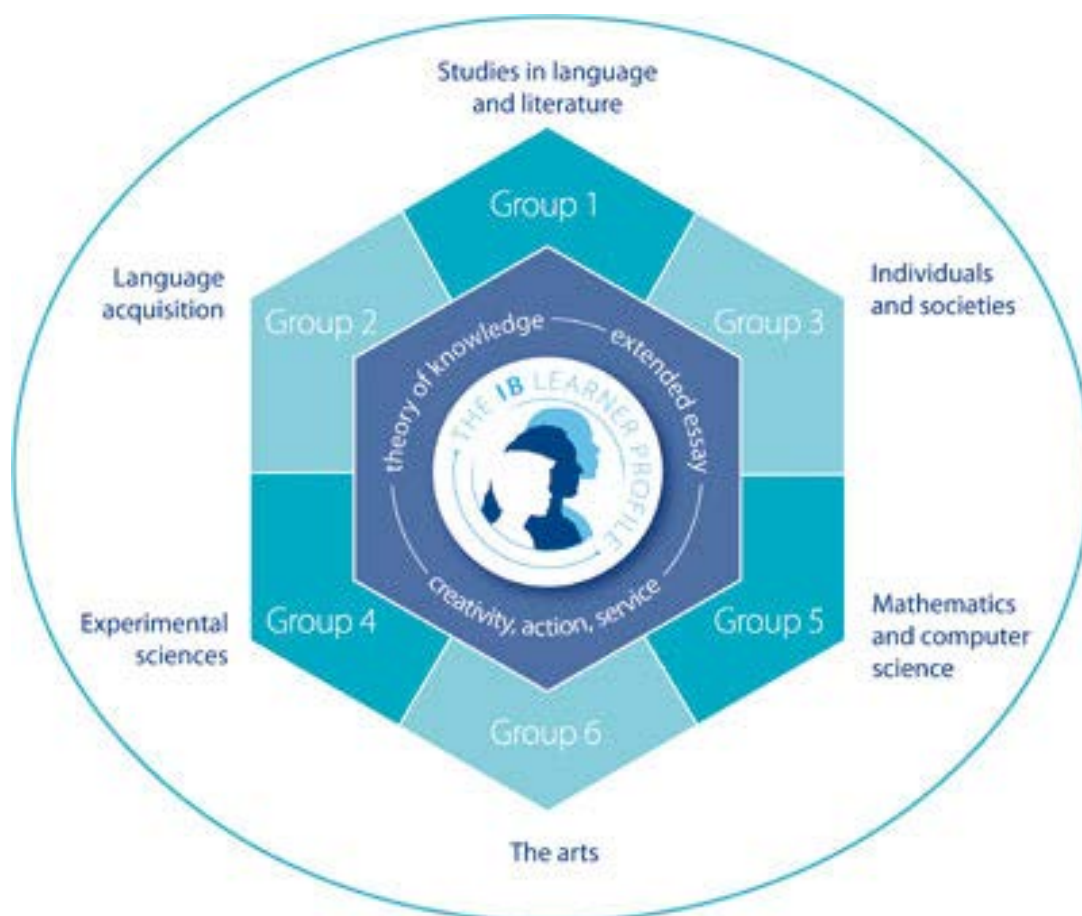 Studies in language
and literature
Group 1
Language
acquisition
Group 2
Group 3
Individuals
and societies
theory of knowledge
extended essay
THE IB LEARNER PROFILE
creativity, action, service
Experimental
sciences
Group 4
Group 5
Mathematics
and computer
science
Group 6
The arts